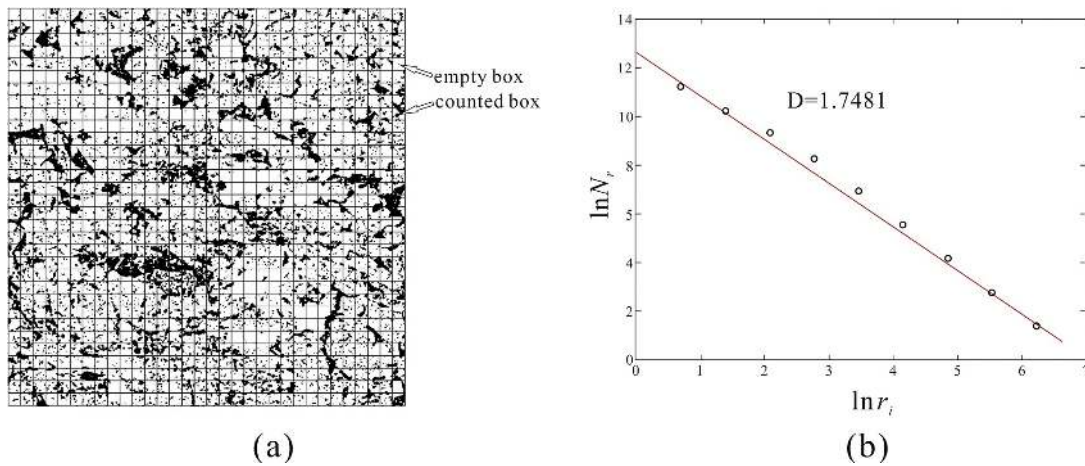 empty box
counted box
(a)
14
12
10
8
6
4
2
0
lnN_r
D=1.7481
0 1 2 3 4 5 6 7
ln r_i
(b)